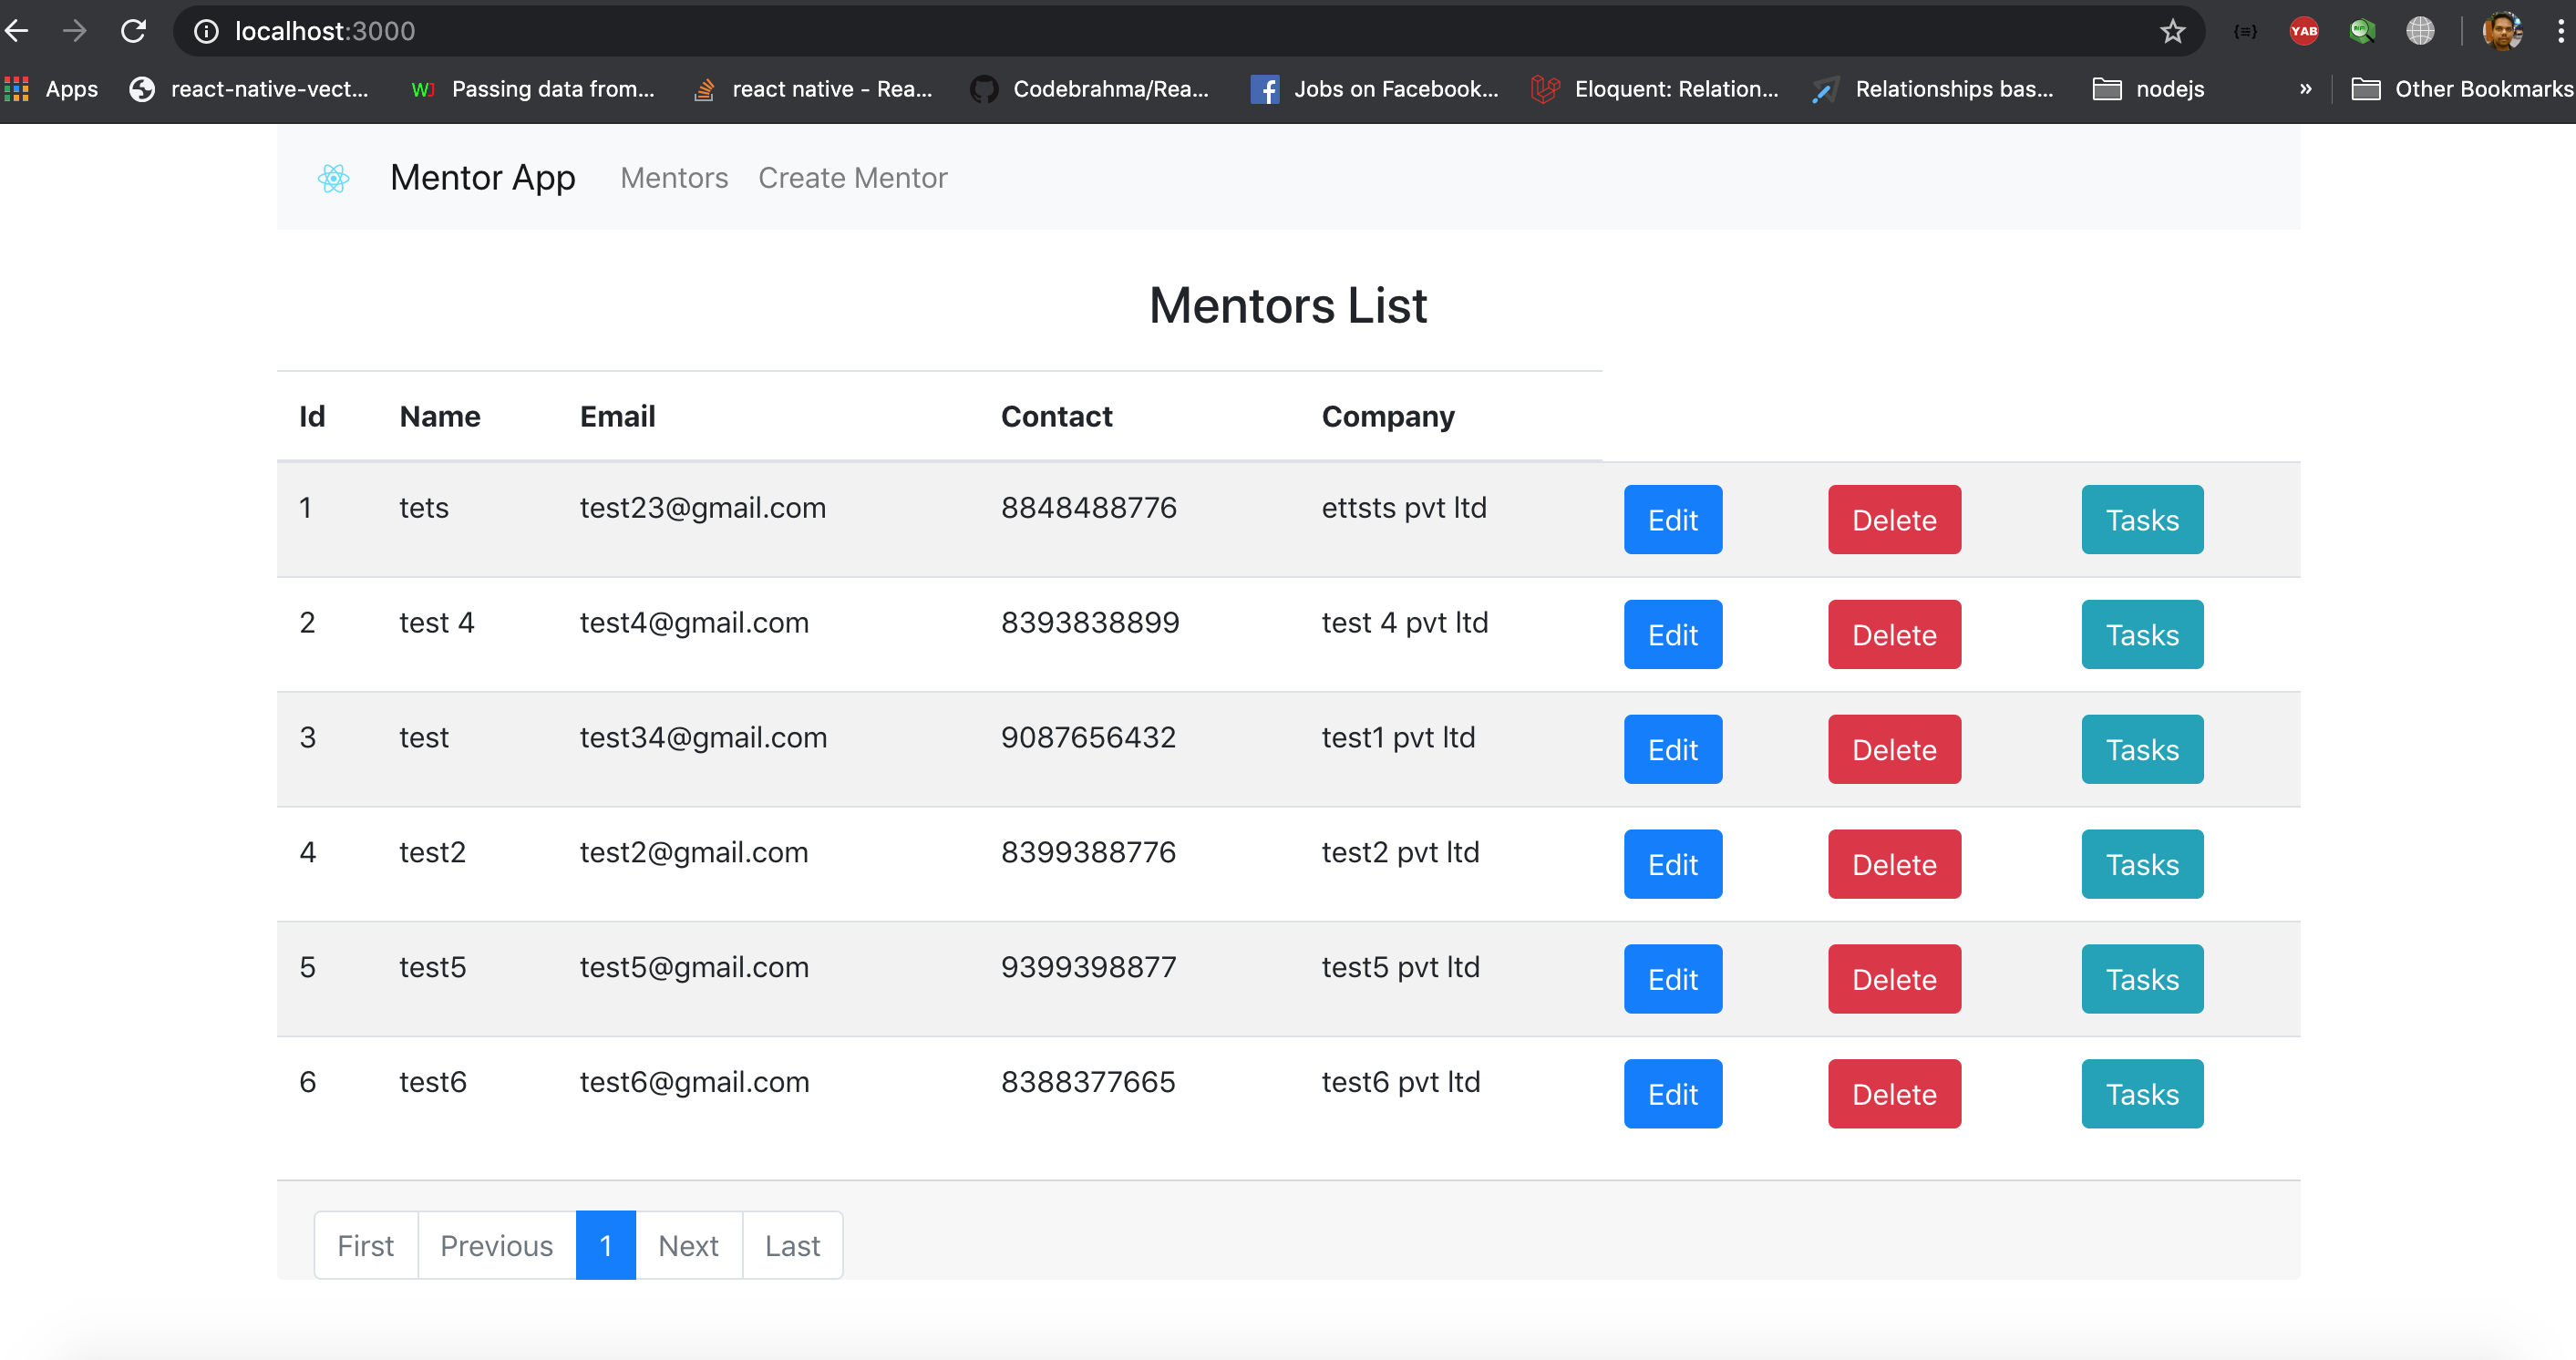 localhost:3000
YAB
Apps react-native-vect... WJ Passing data from... react native - Rea... Codebrahma/Rea... Jobs on Facebook... Eloquent: Relation... Relationships bas... nodejs » Other Bookmarks
Mentor App Mentors Create Mentor
Mentors List
Id Name Email Contact Company
1 tets test23@gmail.com 8848488776 ettsts pvt ltd Edit Delete Tasks
2 test 4 test4@gmail.com 8393838899 test 4 pvt ltd Edit Delete Tasks
3 test test34@gmail.com 9087656432 test1 pvt ltd Edit Delete Tasks
4 test2 test2@gmail.com 8399388776 test2 pvt ltd Edit Delete Tasks
5 test5 test5@gmail.com 9399398877 test5 pvt ltd Edit Delete Tasks
6 test6 test6@gmail.com 8388377665 test6 pvt ltd Edit Delete Tasks
First Previous 1 Next Last